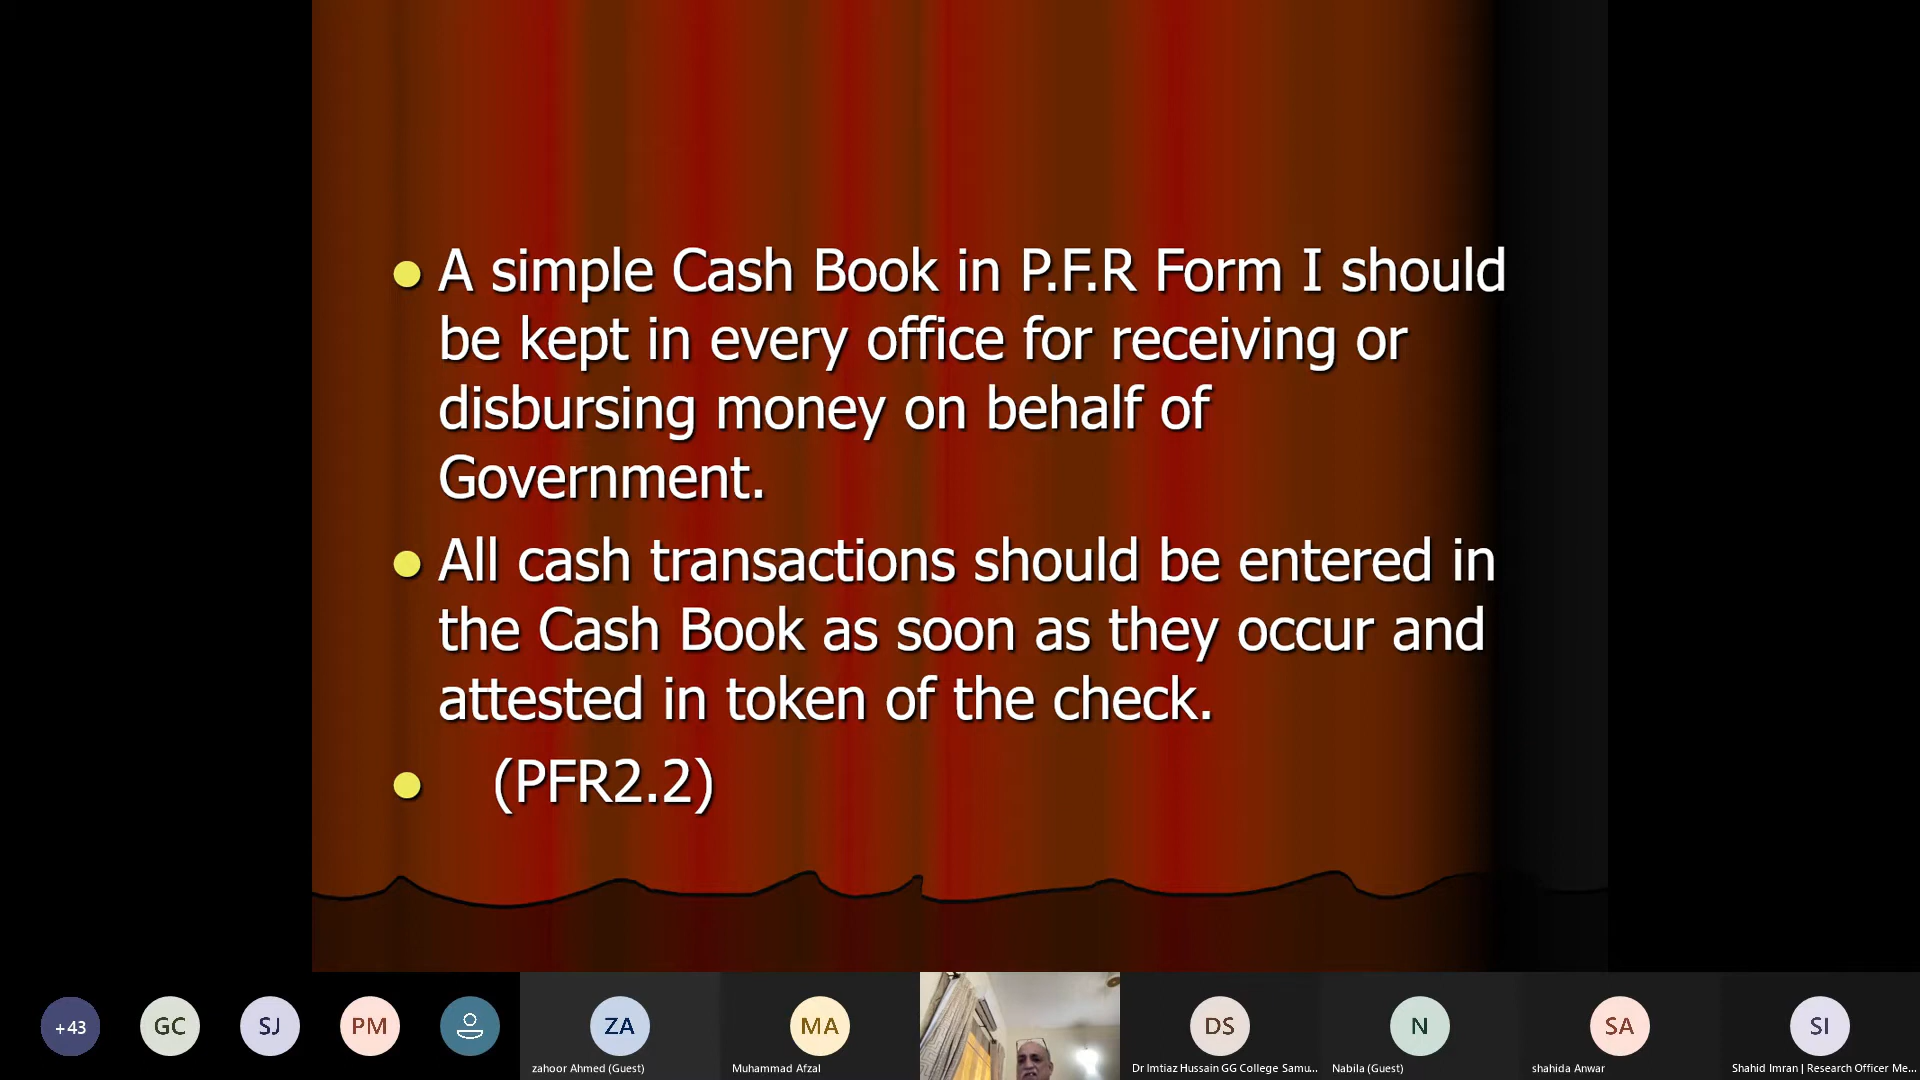 A simple Cash Book in P.F.R Form I should
be kept in every office for receiving or
disbursing money on behalf of
Government.
All cash transactions should be entered in
the Cash Book as soon as they occur and
attested in token of the check.
(PFR2.2)
+43
GC
SJ
PM
ZA
MA
DS
N
SA
SI
zahoor Ahmed (Guest)
Muhammad Afzal
Dr Imtiaz Hussain GG College Samu...
Nabila (Guest)
shahida Anwar
Shahid Imran | Research Officer Me...